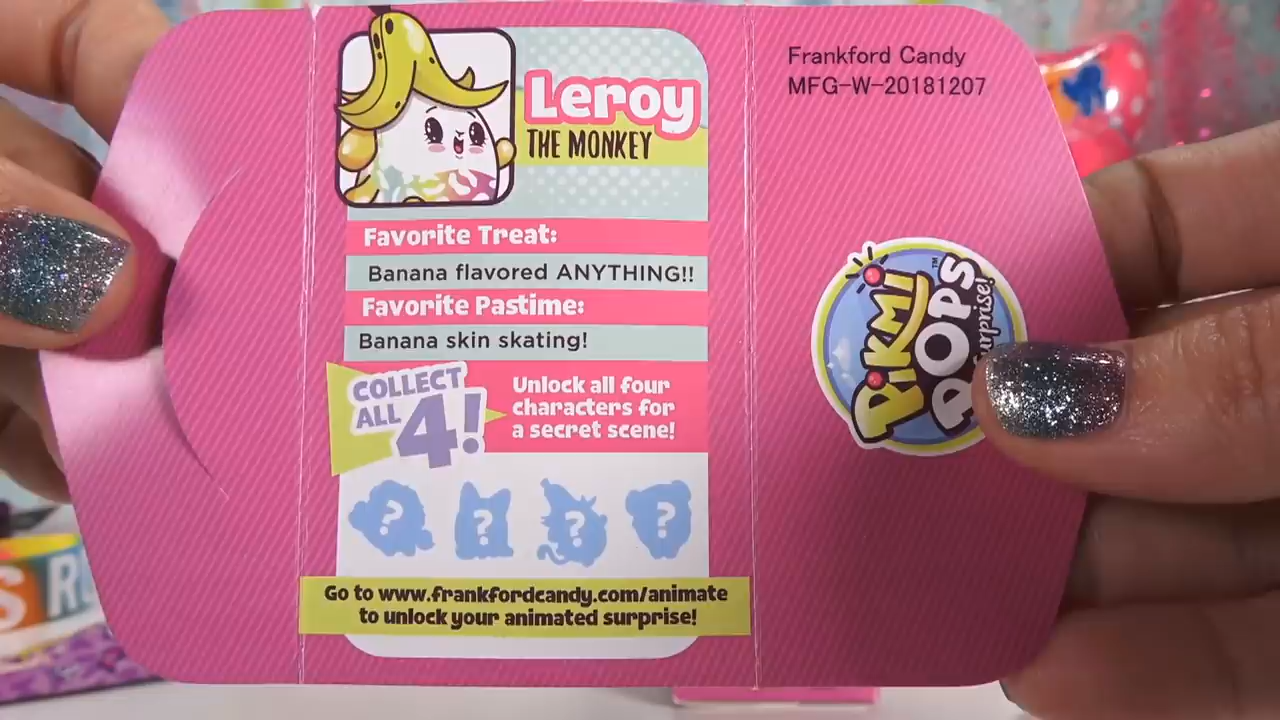 Leroy
THE MONKEY
Favorite Treat:
Banana flavored ANYTHING!!
Favorite Pastime:
Banana skin skating!
COLLECT
ALL 4!
Unlock all four
characters for
a secret scene!
? ? ? ?
Go to www.frankfordcandy.com/animate
to unlock your animated surprise!
Frankford Candy
MFG-W-20181207
PiKMi
POPS